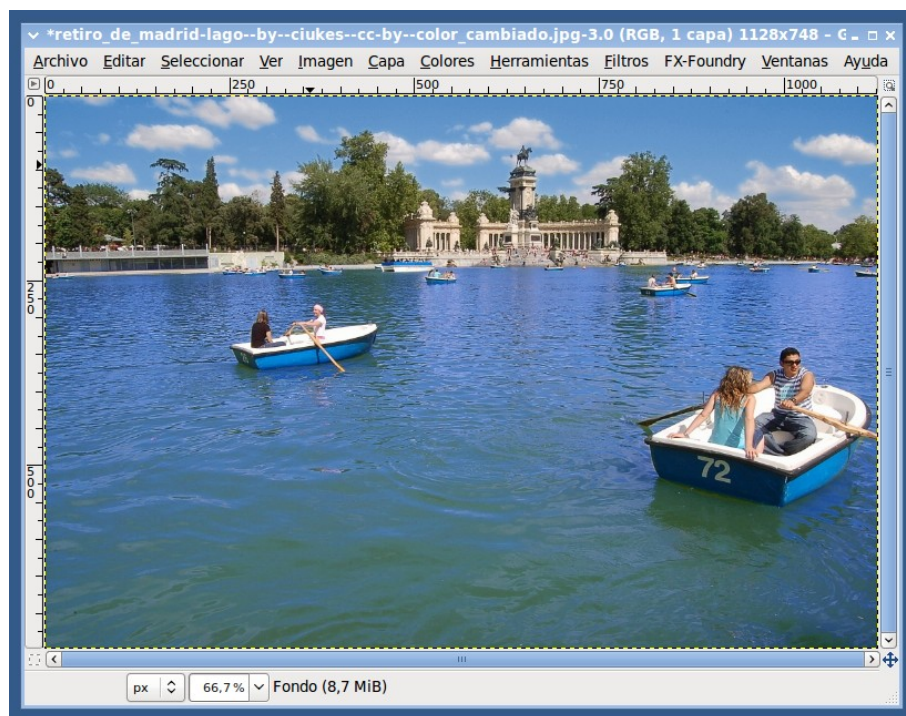 *retiro_de_madrid-lago--by--ciukes--cc-by--color_cambiado.jpg-3.0 (RGB, 1 capa) 1128x748 – G
Archivo Editar Seleccionar Ver Imagen Capa Colores Herramientas Filtros FX-Foundry Ventanas Ayuda
0 250 500 750 1000
0
250
500
72
px 66,7% Fondo (8,7 MiB)